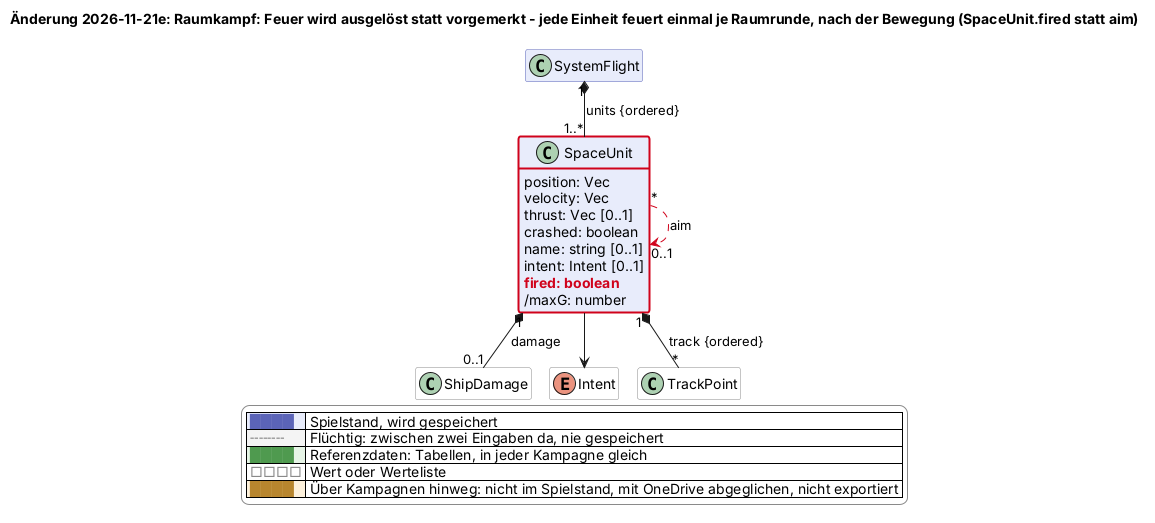 Änderung 2026-11-21e: Raumkampf: Feuer wird ausgelöst statt vorgemerkt - jede Einheit feuert einmal je Raumrunde, nach der Bewegung (SpaceUnit.fired statt aim)
C SystemFlight
1
units {ordered}
1..*
C SpaceUnit
position: Vec
velocity: Vec
thrust: Vec [0..1]
crashed: boolean
name: string [0..1]
intent: Intent [0..1]
fired: boolean
/maxG: number
*
aim
0..1
1
1
damage
track {ordered}
0..1
*
C ShipDamage
E Intent
C TrackPoint
Spielstand, wird gespeichert
-------- Flüchtig: zwischen zwei Eingaben da, nie gespeichert
Referenzdaten: Tabellen, in jeder Kampagne gleich
□□□□ Wert oder Werteliste
Über Kampagnen hinweg: nicht im Spielstand, mit OneDrive abgeglichen, nicht exportiert